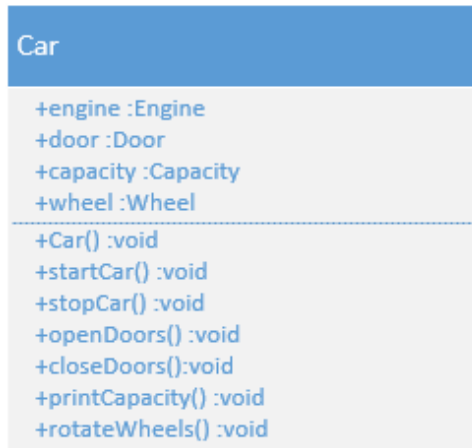 Car
+engine :Engine
+door :Door
+capacity :Capacity
+wheel :Wheel
+Car() :void
+startCar() :void
+stopCar() :void
+openDoors() :void
+closeDoors():void
+printCapacity() :void
+rotateWheels() :void